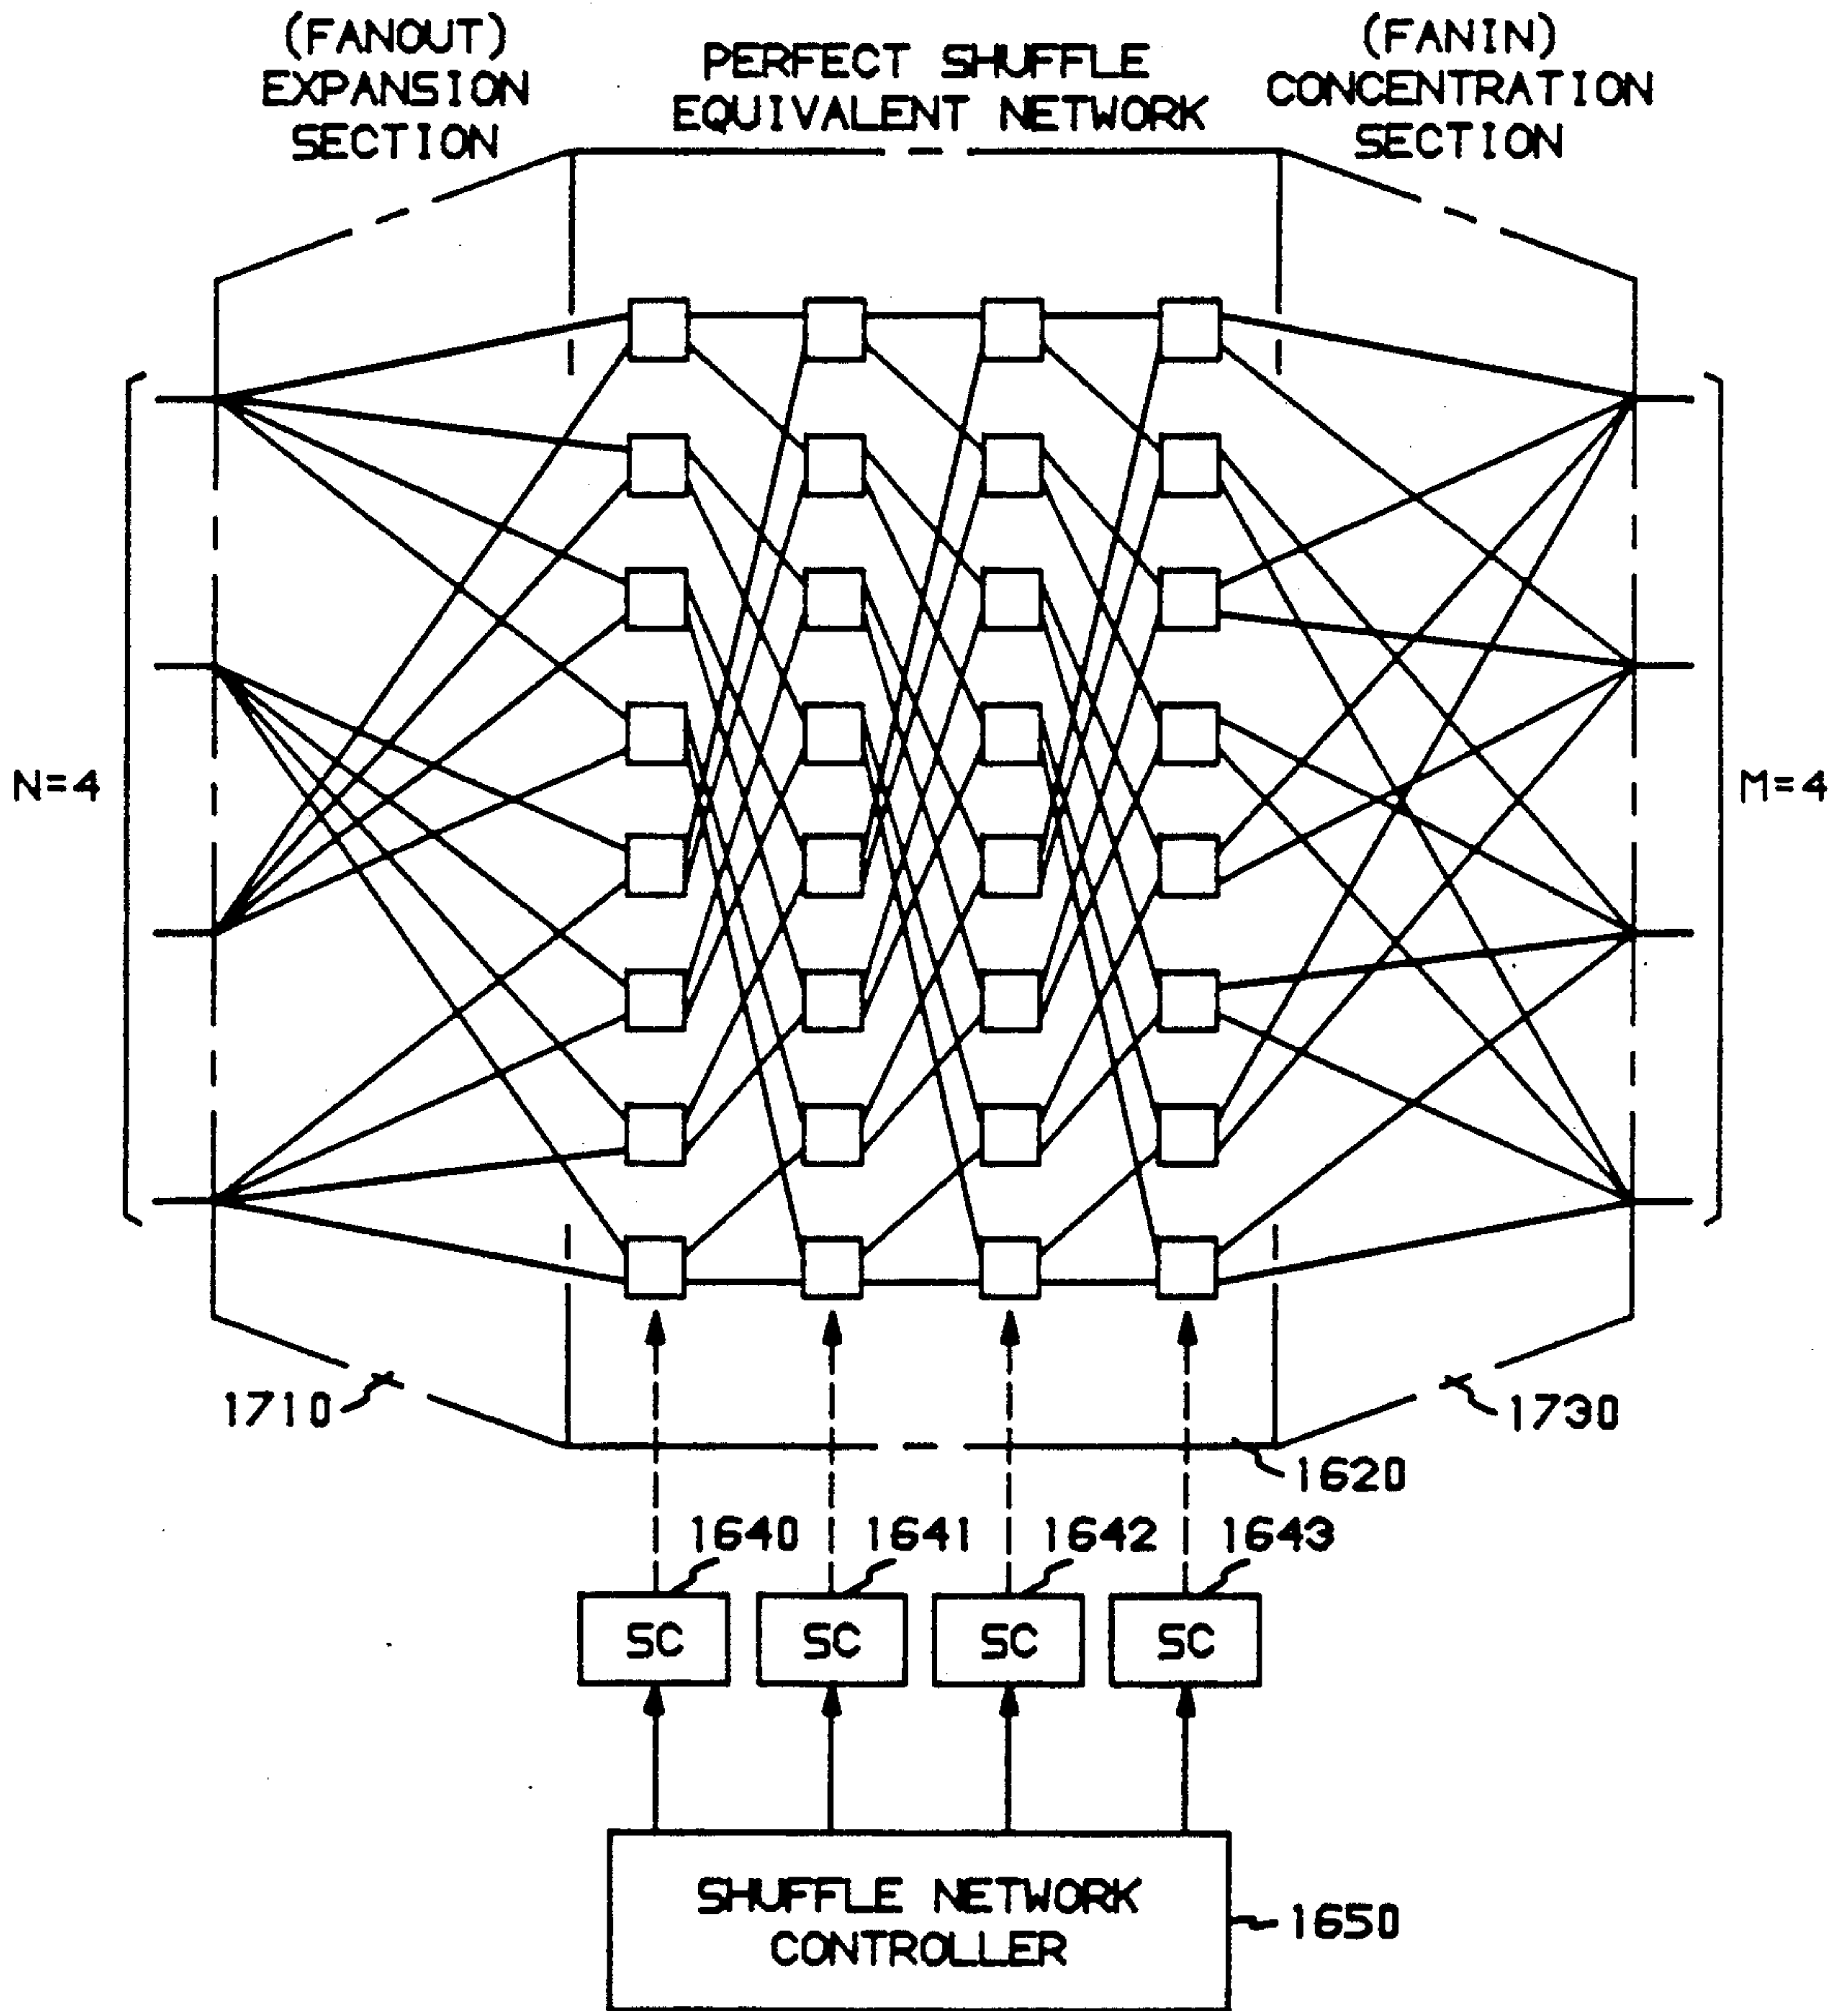 (FANOUT)
EXPANSION
SECTION
PERFECT SHUFFLE
EQUIVALENT NETWORK
(FANIN)
CONCENTRATION
SECTION
N=4
M=4
1710
1730
1620
1640
1641
1642
1643
SC
SC
SC
SC
SHUFFLE NETWORK
CONTROLLER
1650